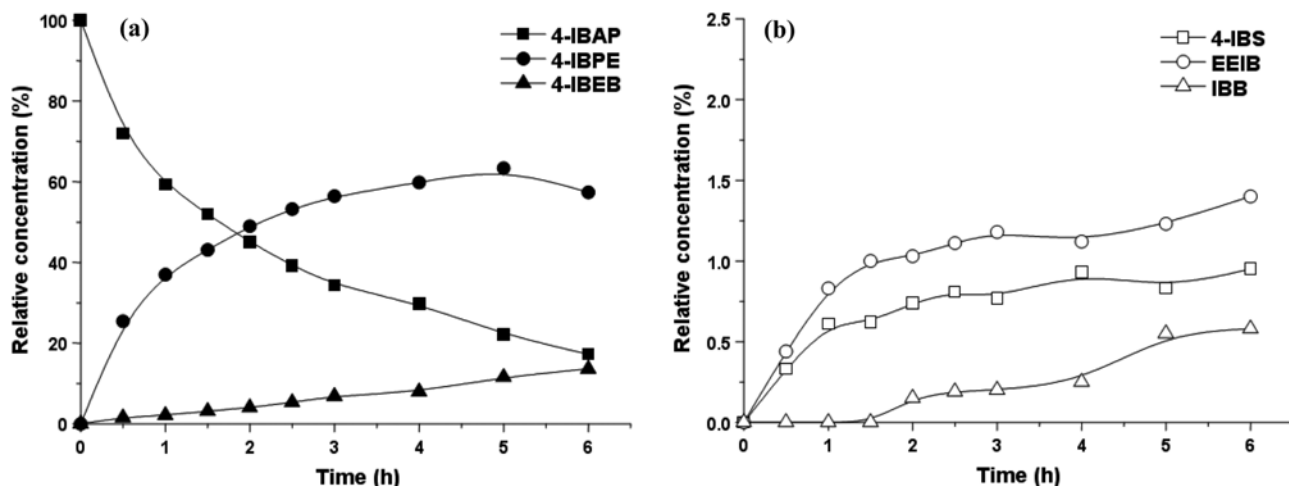 (a)
4-IBAP
4-IBPE
4-IBEB
Relative concentration (%)
100
80
60
40
20
0
0 1 2 3 4 5 6
Time (h)
(b)
4-IBS
EEIB
IBB
Relative concentration (%)
2.5
2.0
1.5
1.0
0.5
0.0
0 1 2 3 4 5 6
Time (h)